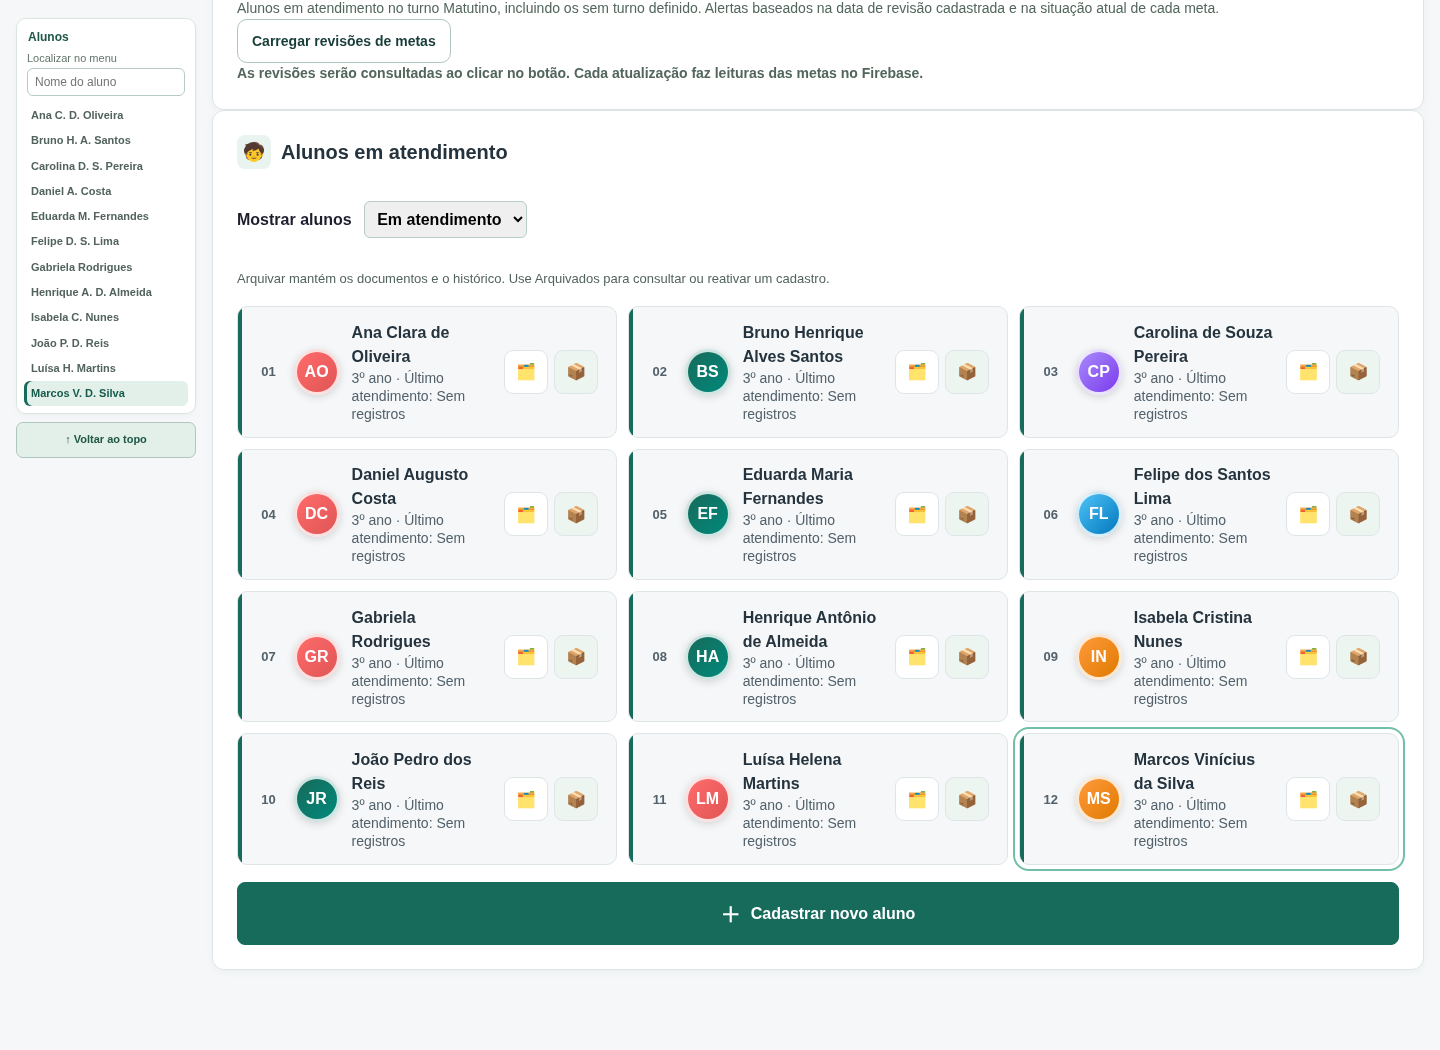 Alunos
Localizar no menu
Nome do aluno
Ana C. D. Oliveira
Bruno H. A. Santos
Carolina D. S. Pereira
Daniel A. Costa
Eduarda M. Fernandes
Felipe D. S. Lima
Gabriela Rodrigues
Henrique A. D. Almeida
Isabela C. Nunes
João P. D. Reis
Luísa H. Martins
Marcos V. D. Silva
↑ Voltar ao topo
Alunos em atendimento no turno Matutino, incluindo os sem turno definido. Alertas baseados na data de revisão cadastrada e na situação atual de cada meta.
Carregar revisões de metas
As revisões serão consultadas ao clicar no botão. Cada atualização faz leituras das metas no Firebase.
Alunos em atendimento
Mostrar alunos
Em atendimento
Arquivar mantém os documentos e o histórico. Use Arquivados para consultar ou reativar um cadastro.
01
AO
Ana Clara de
Oliveira
3º ano · Último
atendimento: Sem
registros
02
BS
Bruno Henrique
Alves Santos
3º ano · Último
atendimento: Sem
registros
03
CP
Carolina de Souza
Pereira
3º ano · Último
atendimento: Sem
registros
04
DC
Daniel Augusto
Costa
3º ano · Último
atendimento: Sem
registros
05
EF
Eduarda Maria
Fernandes
3º ano · Último
atendimento: Sem
registros
06
FL
Felipe dos Santos
Lima
3º ano · Último
atendimento: Sem
registros
07
GR
Gabriela
Rodrigues
3º ano · Último
atendimento: Sem
registros
08
HA
Henrique Antônio
de Almeida
3º ano · Último
atendimento: Sem
registros
09
IN
Isabela Cristina
Nunes
3º ano · Último
atendimento: Sem
registros
10
JR
João Pedro dos
Reis
3º ano · Último
atendimento: Sem
registros
11
LM
Luísa Helena
Martins
3º ano · Último
atendimento: Sem
registros
12
MS
Marcos Vinícius
da Silva
3º ano · Último
atendimento: Sem
registros
+ Cadastrar novo aluno